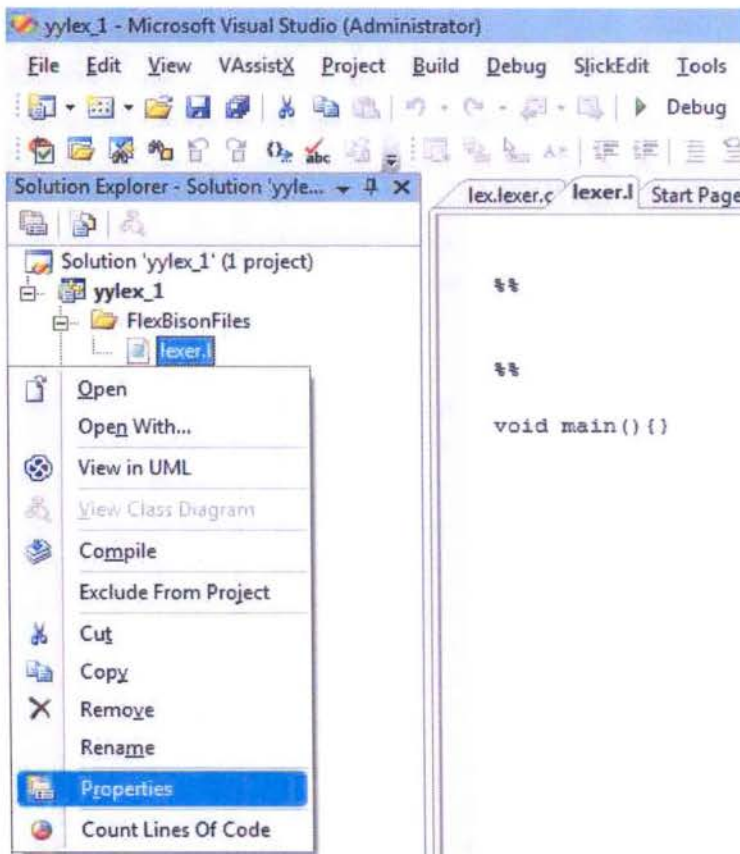 yylex_1 - Microsoft Visual Studio (Administrator)
File Edit View VAssistX Project Build Debug SlickEdit Tools
Debug
abc
Solution Explorer - Solution 'yyle...
lex.lexer.c lexer.l Start Page
Solution 'yylex_1' (1 project)
yylex_1
FlexBisonFiles
lexer.l
%%
%%
void main(){}
Open
Open With...
View in UML
View Class Diagram
Compile
Exclude From Project
Cut
Copy
Remove
Rename
Properties
Count Lines Of Code